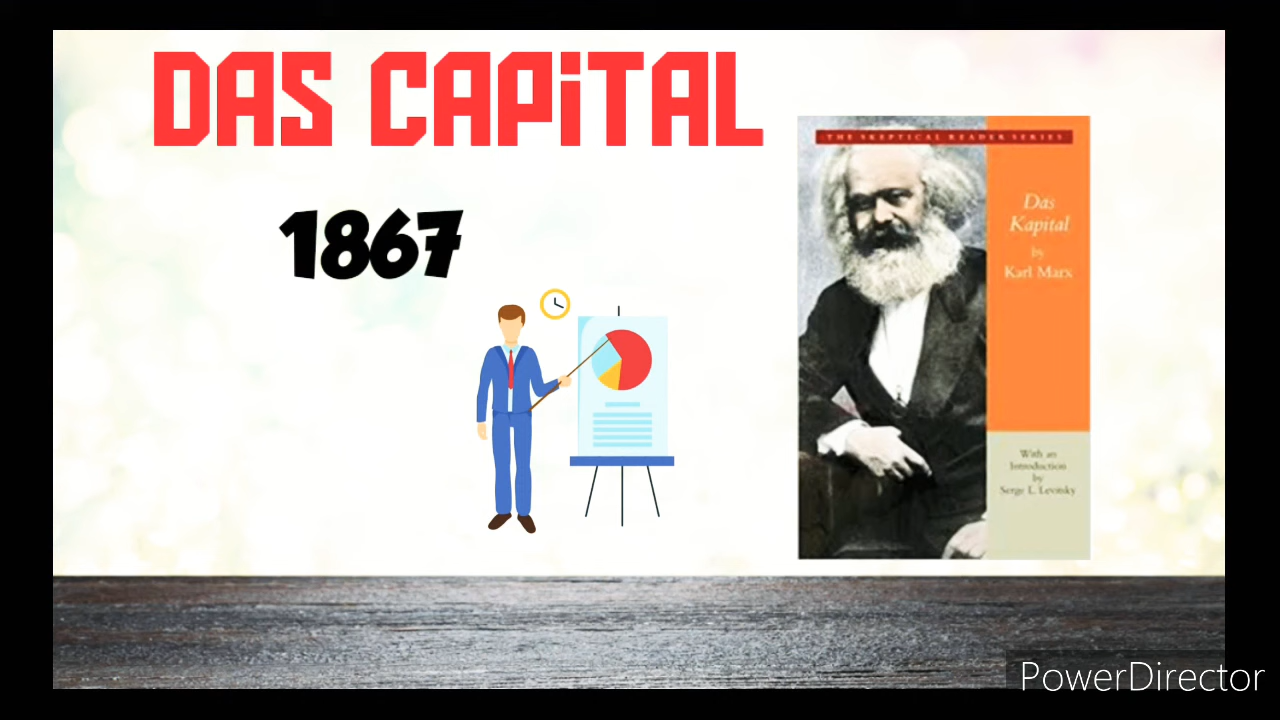 DAS CAPiTAL
1867
THE SKEPTICAL READER SERIES
Das
Kapital
by
Karl Marx
With an
Introduction
by
Serge L. Levitsky
PowerDirector